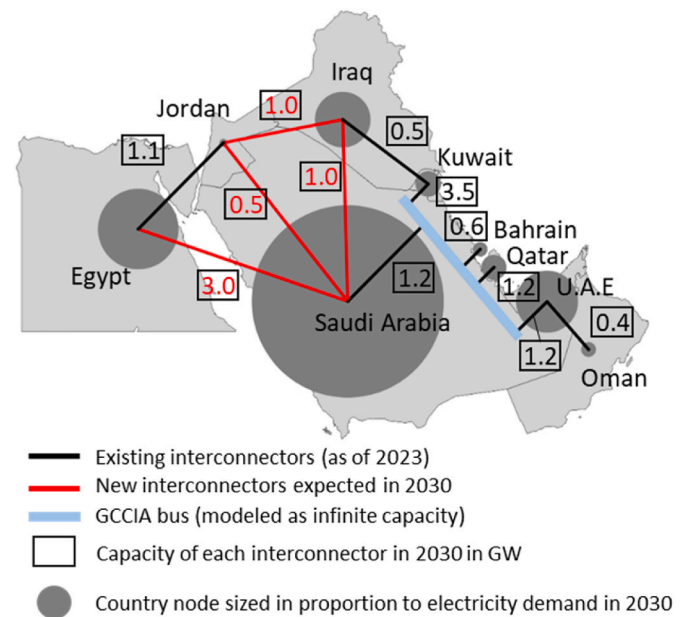 Iraq
Jordan
1.0
0.5
1.1
Kuwait
1.0
3.5
0.5
0.6
Bahrain
Qatar
Egypt
3.0
1.2
1.2
U.A.E
Saudi Arabia
0.4
1.2
Oman
Existing interconnectors (as of 2023)
New interconnectors expected in 2030
GCCIA bus (modeled as infinite capacity)
Capacity of each interconnector in 2030 in GW
Country node sized in proportion to electricity demand in 2030